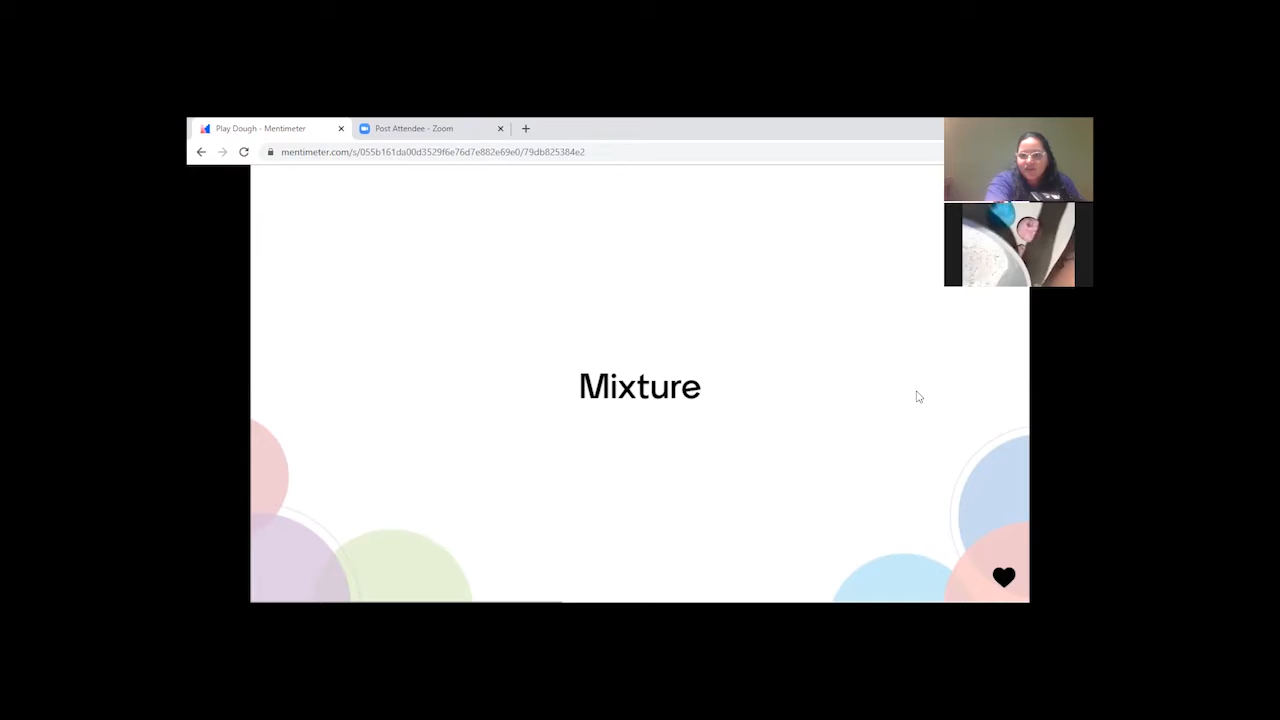 Play Dough - Mentimeter
Post Attendee - Zoom
mentimeter.com/s/055b161da00d3529f6e76d7e882e69e0/79db825384e2
Mixture